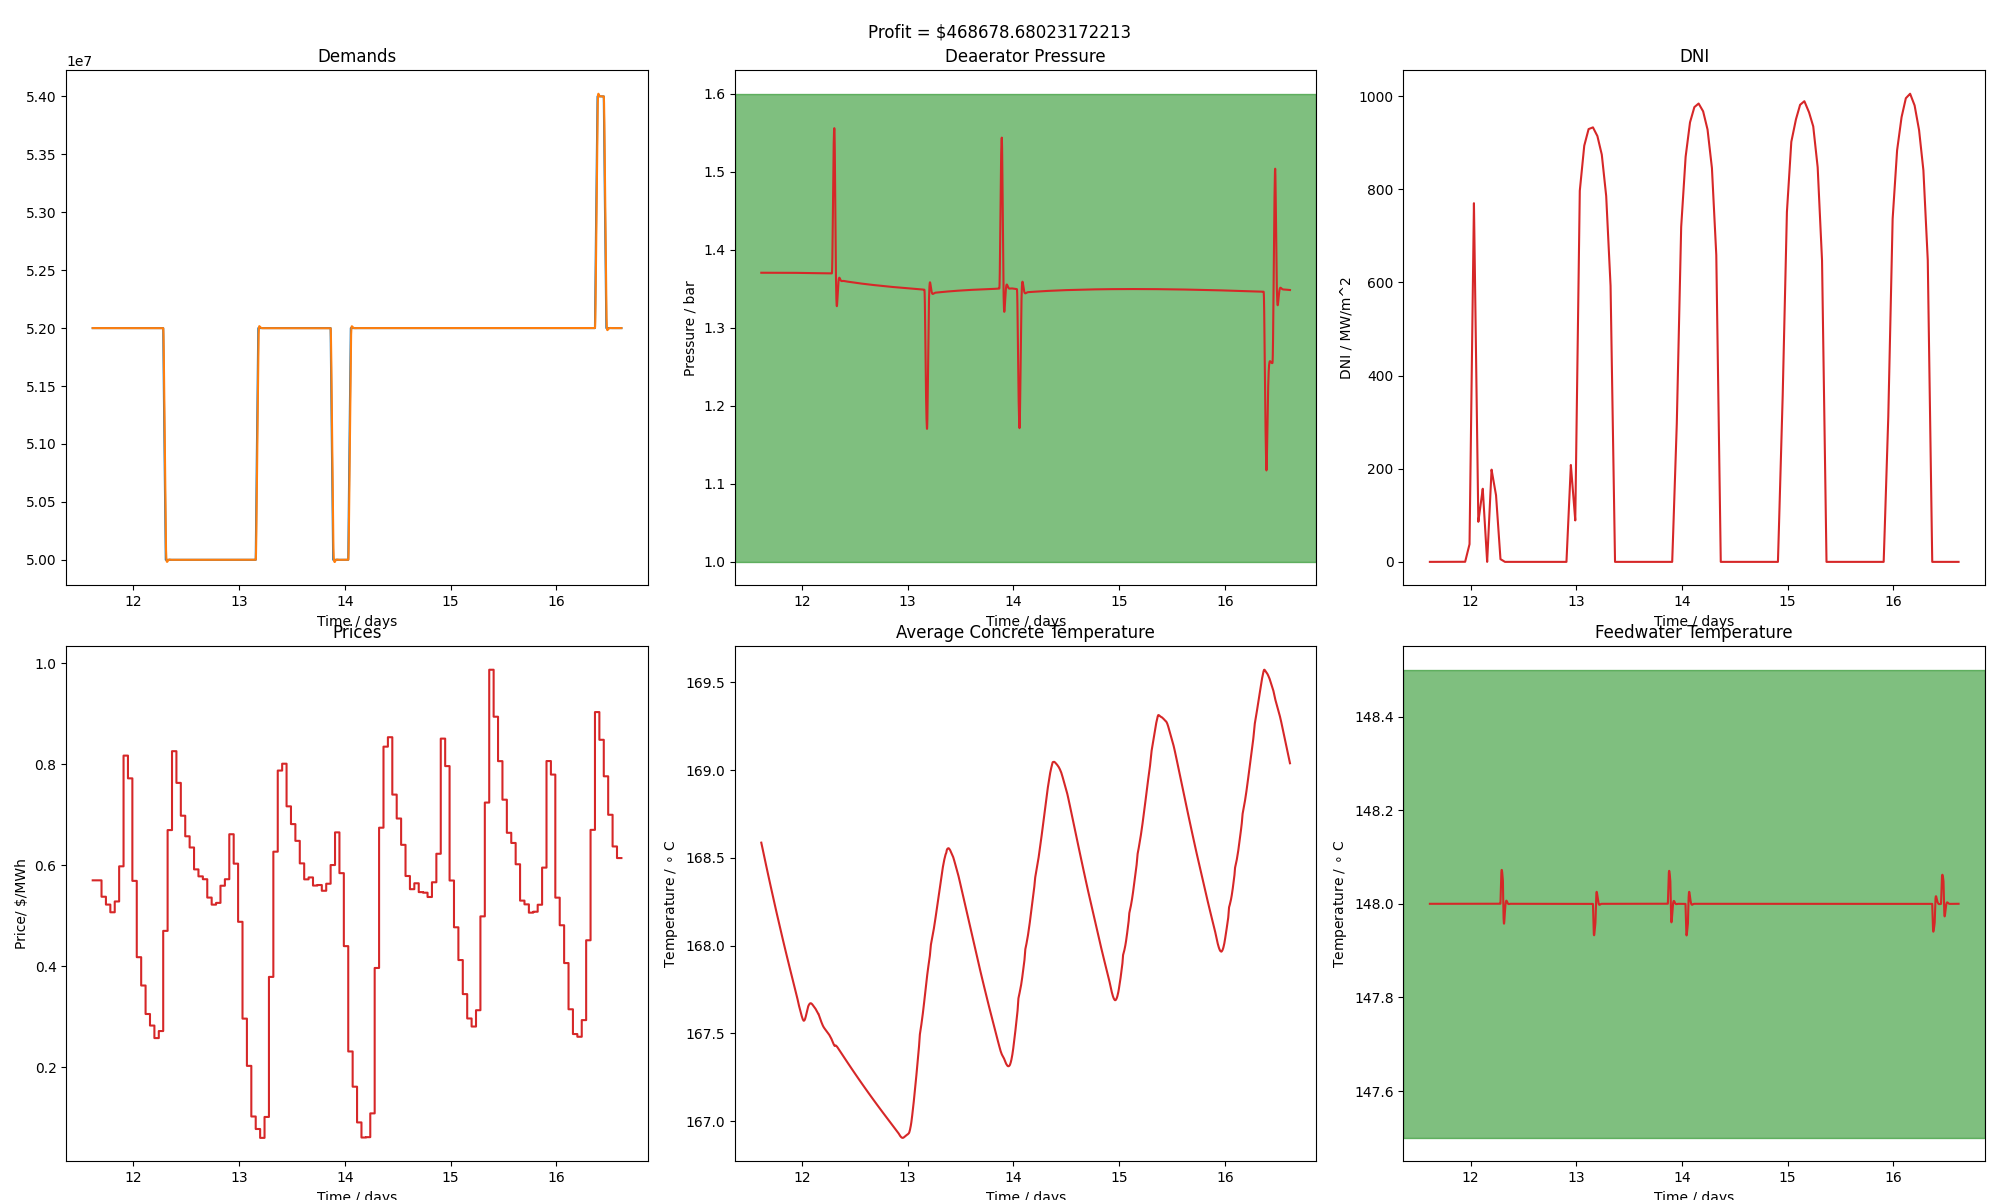 Profit = $468678.68023172213
Demands
1e7
5.40
5.35
5.30
5.25
5.20
5.15
5.10
5.05
5.00
12 13 14 15 16
Time / days
Deaerator Pressure
Pressure / bar
1.6
1.5
1.4
1.3
1.2
1.1
1.0
12 13 14 15 16
Time / days
DNI
DNI / MW/m^2
1000
800
600
400
200
0
12 13 14 15 16
Time / days
Prices
Price/ $/MWh
1.0
0.8
0.6
0.4
0.2
12 13 14 15 16
Time / days
Average Concrete Temperature
Temperature / ∘ C
169.5
169.0
168.5
168.0
167.5
167.0
12 13 14 15 16
Time / days
Feedwater Temperature
Temperature / ∘ C
148.4
148.2
148.0
147.8
147.6
12 13 14 15 16
Time / days